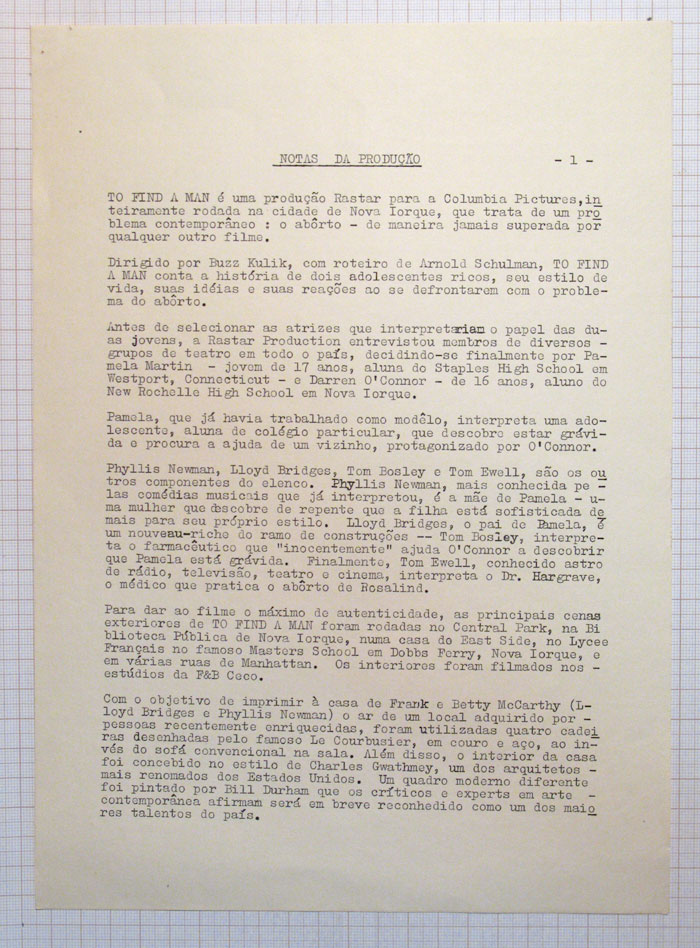 NOTAS DA PRODUÇÃO - 1 -
TO FIND A MAN é uma produção Rastar para a Columbia Pictures,in
teiramente rodada na cidade de Nova Iorque, que trata de um pro
blema contemporâneo : o abôrto - de maneira jamais superada por
qualquer outro filme.
Dirigido por Buzz Kulik, com roteiro de Arnold Schulman, TO FIND
A MAN conta a história de dois adolescentes ricos, seu estilo de
vida, suas idéias e suas reações ao se defrontarem com o proble-
ma do abôrto.
Antes de selecionar as atrizes que interpretariam o papel das du-
as jovens, a Rastar Production entrevistou membros de diversos -
grupos de teatro em todo o país, decidindo-se finalmente por Pa-
mela Martin - jovem de 17 anos, aluna do Staples High School em
Westport, Connecticut - e Darren O'Connor - de 16 anos, aluno do
New Rochelle High School em Nova Iorque.
Pamela, que já havia trabalhado como modêlo, interpreta uma ado-
lescente, aluna de colégio particular, que descobre estar grávi-
da e procura a ajuda de um vizinho, protagonizado por O'Connor.
Phyllis Newman, Lloyd Bridges, Tom Bosley e Tom Ewell, são os ou
tros componentes do elenco. Phyllis Newman, mais conhecida pe -
las comédias musicais que já interpretou, é a mãe de Pamela - u-
ma mulher que descobre de repente que a filha está sofisticada de
mais para seu próprio estilo. Lloyd Bridges, o pai de Pamela, é
um nouveau-riche do ramo de construções -- Tom Bosley, interpre-
ta o farmacêutico que "inocentemente" ajuda O'Connor a descobrir
que Pamela está grávida. Finalmente, Tom Ewell, conhecido astro
de rádio, televisão, teatro e cinema, interpreta o Dr. Hargrave,
o médico que pratica o abôrto de Rosalind.
Para dar ao filme o máximo de autenticidade, as principais cenas
exteriores de TO FIND A MAN foram rodadas no Central Park, na Bi
blioteca Pública de Nova Iorque, numa casa do East Side, no Lycee
Français no famoso Masters School em Dobbs Ferry, Nova Iorque, e
em várias ruas de Manhattan. Os interiores foram filmados nos -
estúdios da F&B Ceco.
Com o objetivo de imprimir à casa de Frank e Betty McCarthy (L-
loyd Bridges e Phyllis Newman) o ar de um local adquirido por -
pessoas recentemente enriquecidas, foram utilizadas quatro cadei
ras desenhadas pelo famoso Le Courbusier, em couro e aço, ao in-
vés do sofá convencional na sala. Além disso, o interior da casa
foi concebido no estilo de Charles Gwathmey, um dos arquitetos -
mais renomados dos Estados Unidos. Um quadro moderno diferente
foi pintado por Bill Durham que os críticos e experts em arte -
contemporânea afirmam será em breve reconhedido como um dos maio
res talentos do país.